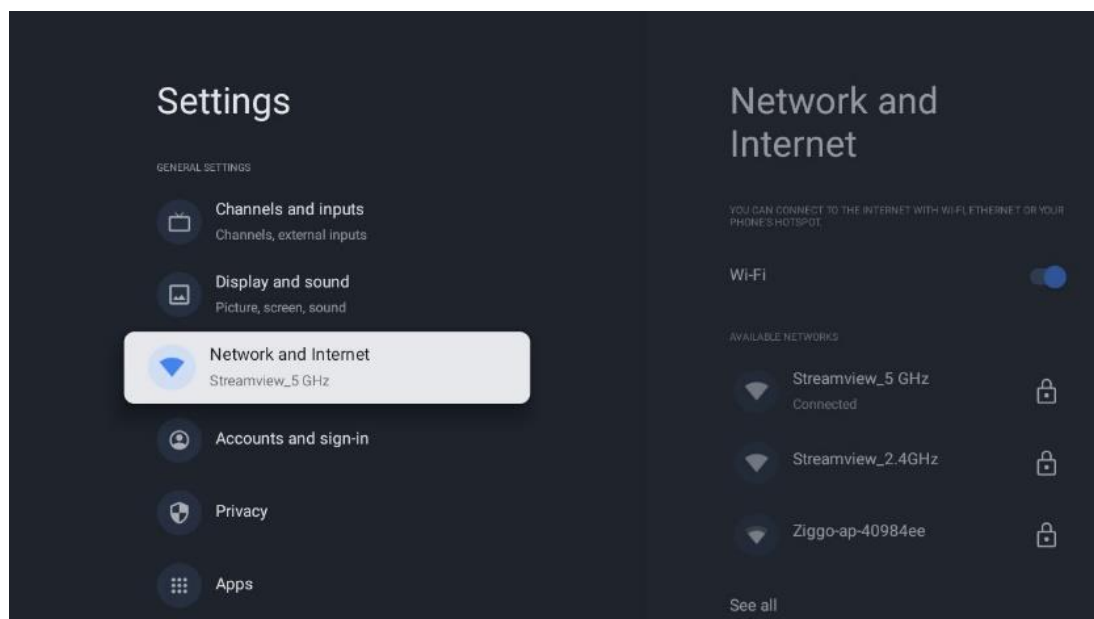 Settings
GENERAL SETTINGS
Channels and inputs
Channels, external inputs
Display and sound
Picture, screen, sound
Network and Internet
Streamview_5 GHz
Accounts and sign-in
Privacy
Apps
Network and
Internet
YOU CAN CONNECT TO THE INTERNET WITH WI-FI, ETHERNET OR YOUR
PHONE'S HOTSPOT.
Wi-Fi
AVAILABLE NETWORKS
Streamview_5 GHz
Connected
Streamview_2.4GHz
Ziggo-ap-40984ee
See all